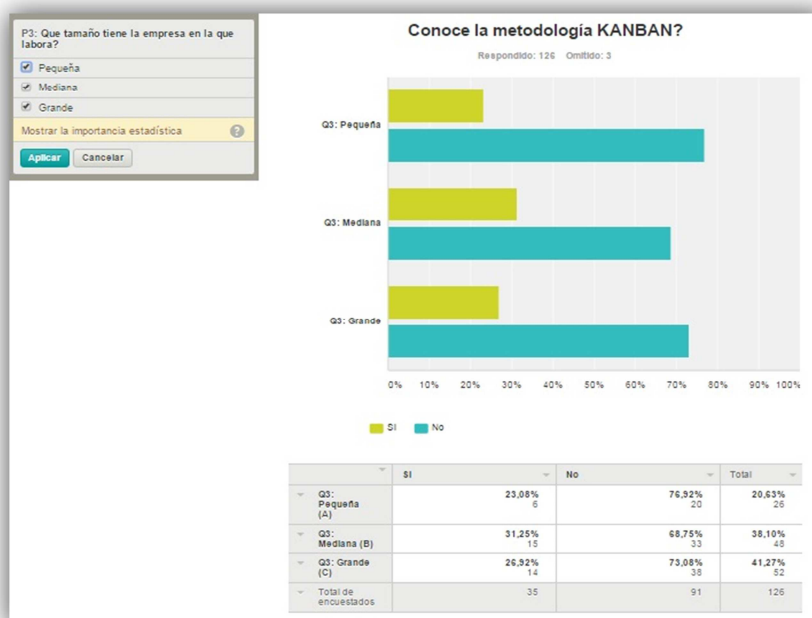 P3: Que tamaño tiene la empresa en la que
labora?
Pequeña
Mediana
Grande
Mostrar la importancia estadística ?
Aplicar Cancelar
Conoce la metodología KANBAN?
Respondido: 126 Omitido: 3
Q3: Pequeña
Q3: Mediana
Q3: Grande
0% 10% 20% 30% 40% 50% 60% 70% 80% 90% 100%
SI No
SI No Total
Q3: 23,08% 76,92% 20,63%
Pequeña 6 20 26
(A)
Q3: 31,25% 68,75% 38,10%
Mediana (B) 15 33 48
Q3: Grande 26,92% 73,08% 41,27%
(C) 14 38 52
Total de 35 91 126
encuestados